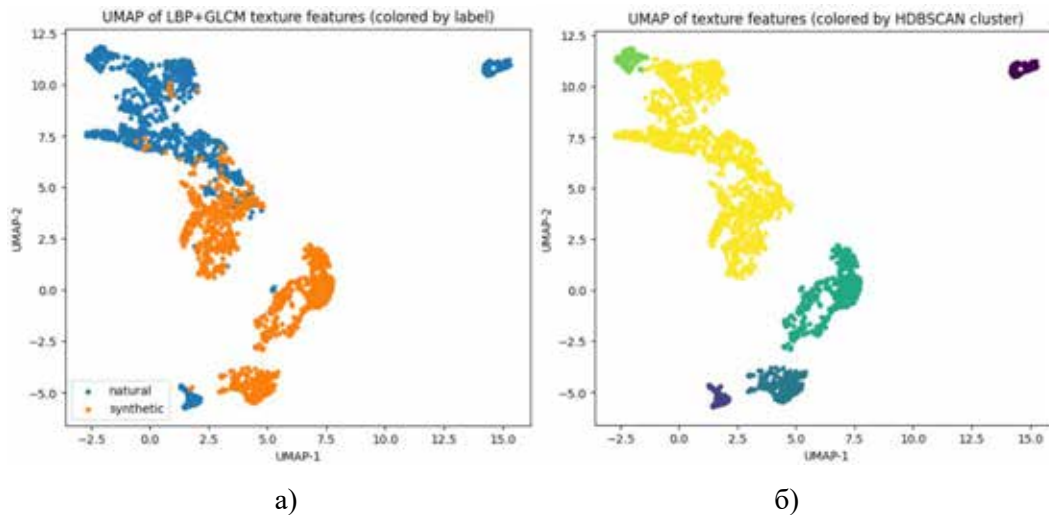 UMAP of LBP+GLCM texture features (colored by label)
UMAP of texture features (colored by HDBSCAN cluster)
12.5
10.0
7.5
5.0
2.5
0.0
−2.5
−5.0
UMAP-2
natural
synthetic
−2.5 0.0 2.5 5.0 7.5 10.0 12.5 15.0
UMAP-1
12.5
10.0
7.5
5.0
2.5
0.0
−2.5
−5.0
UMAP-2
−2.5 0.0 2.5 5.0 7.5 10.0 12.5 15.0
UMAP-1
а)
б)